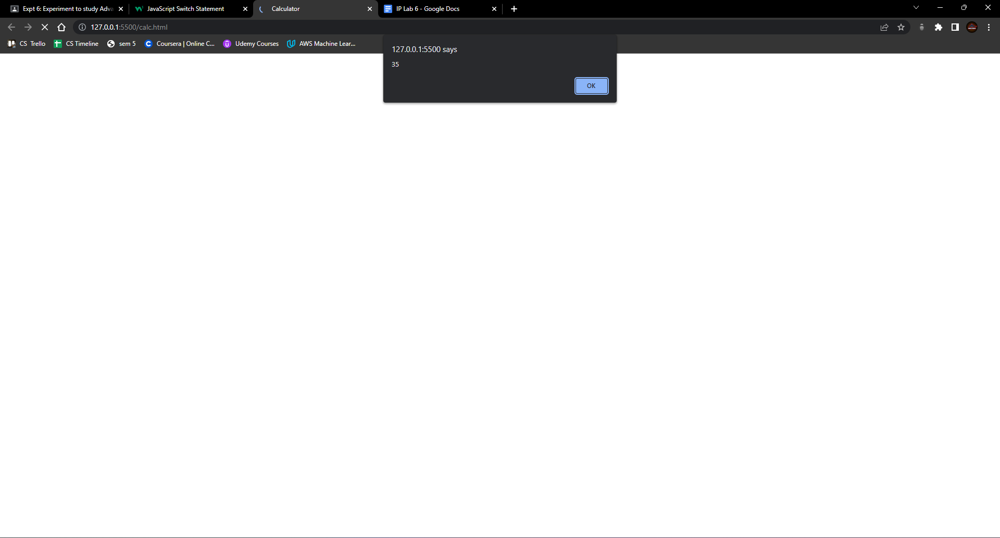 Expt 6: Experiment to study Adva
JavaScript Switch Statement
Calculator
IP Lab 6 - Google Docs
127.0.0.1:5500/calc.html
CS Trello
CS Timeline
sem 5
Coursera | Online C...
Udemy Courses
AWS Machine Lear...
127.0.0.1:5500 says
35
OK